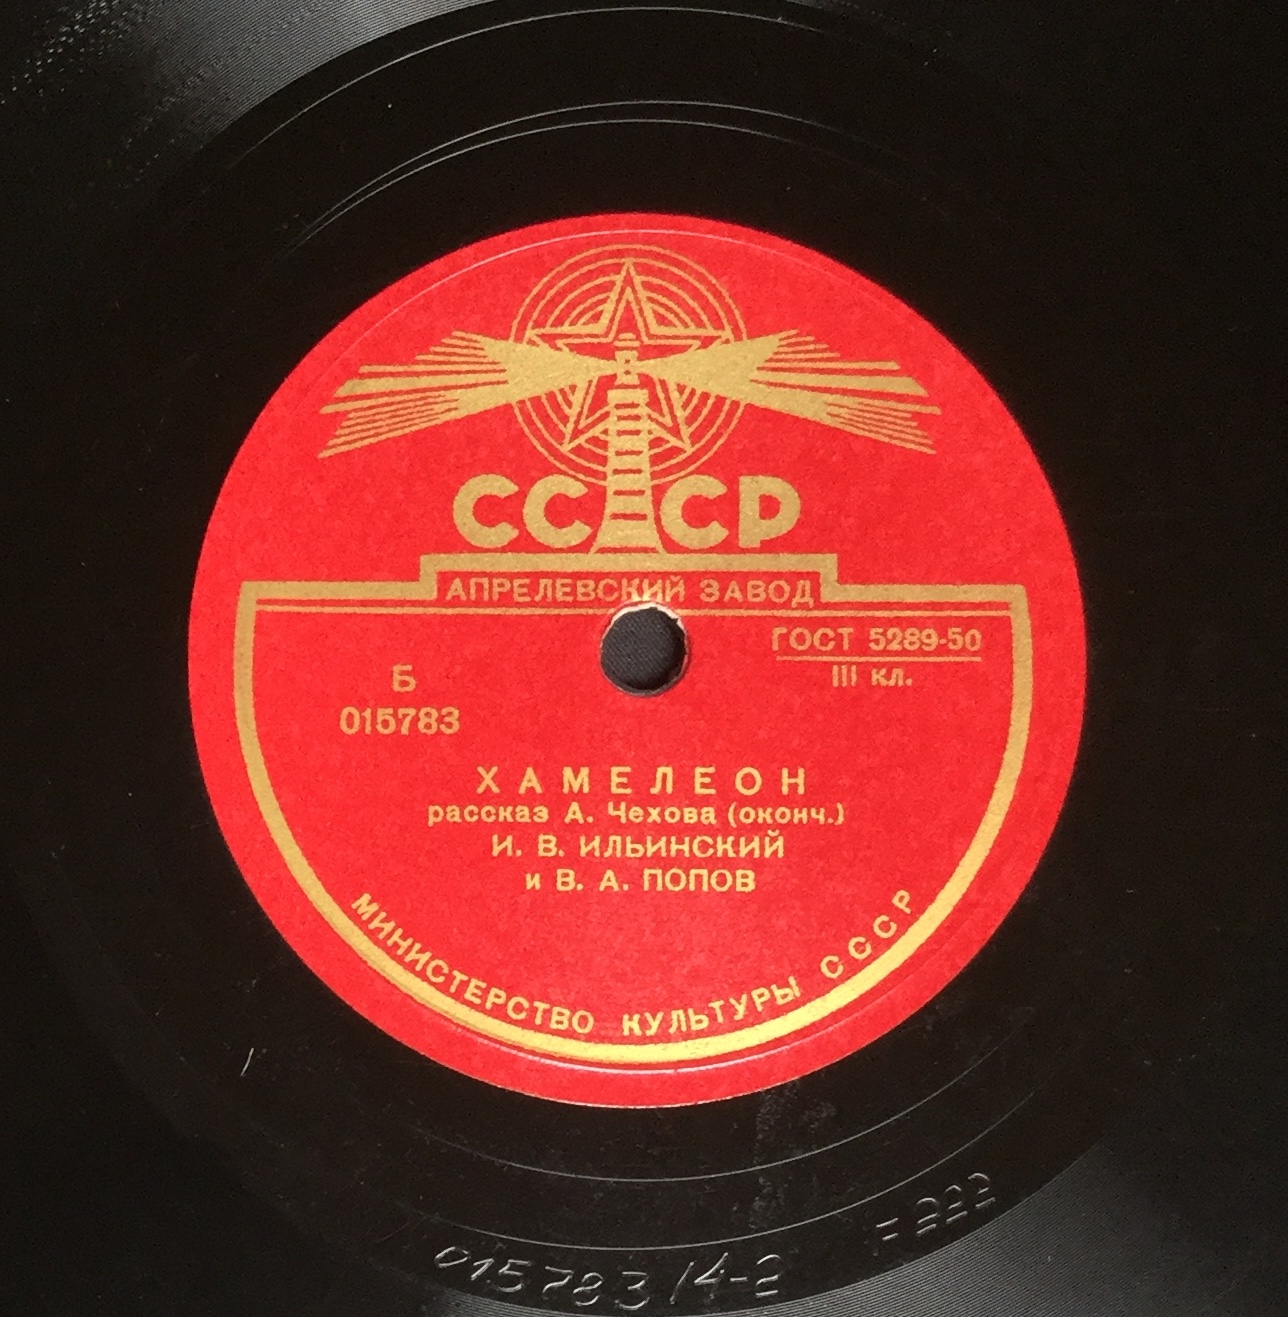 СССР
АПРЕЛЕВСКИЙ ЗАВОД
ГОСТ 5289-50
III кл.
Б
015783
ХАМЕЛЕОН
рассказ А. Чехова (оконч.)
И. В. ИЛЬИНСКИЙ
и В. А. ПОПОВ
МИНИСТЕРСТВО КУЛЬТУРЫ СССР
015783/4-2